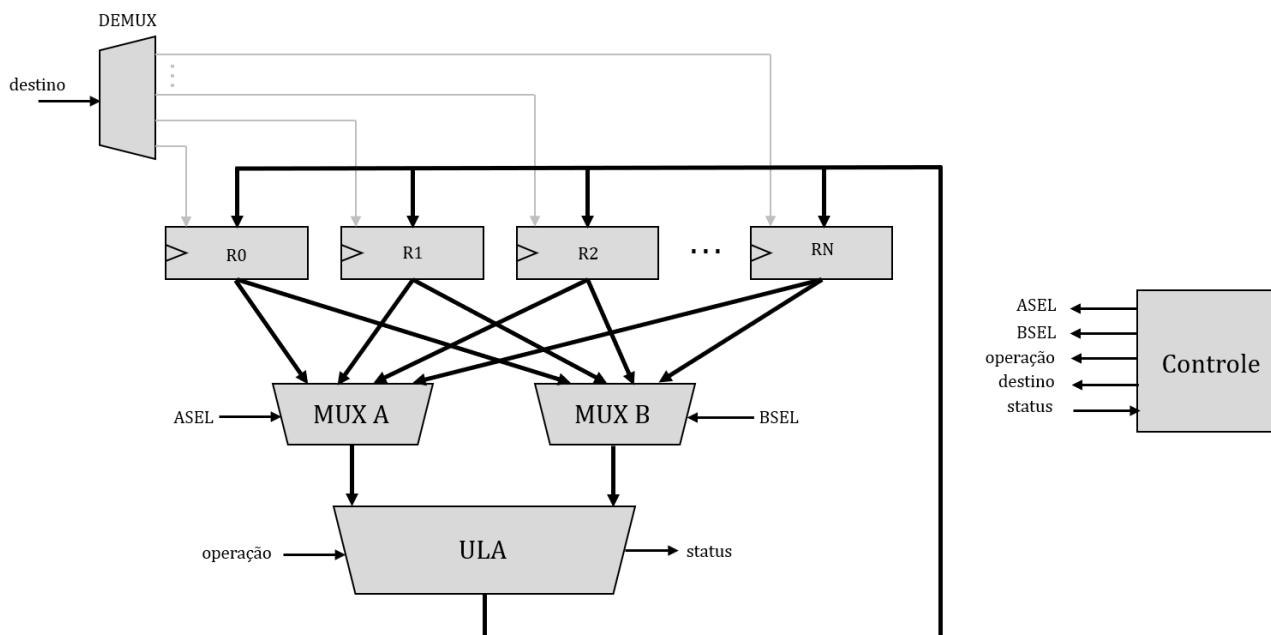 DEMUX
destino
R0
R1
R2
...
RN
ASEL
MUX A
MUX B
BSEL
operação
ULA
status
ASEL
BSEL
operação
destino
status
Controle